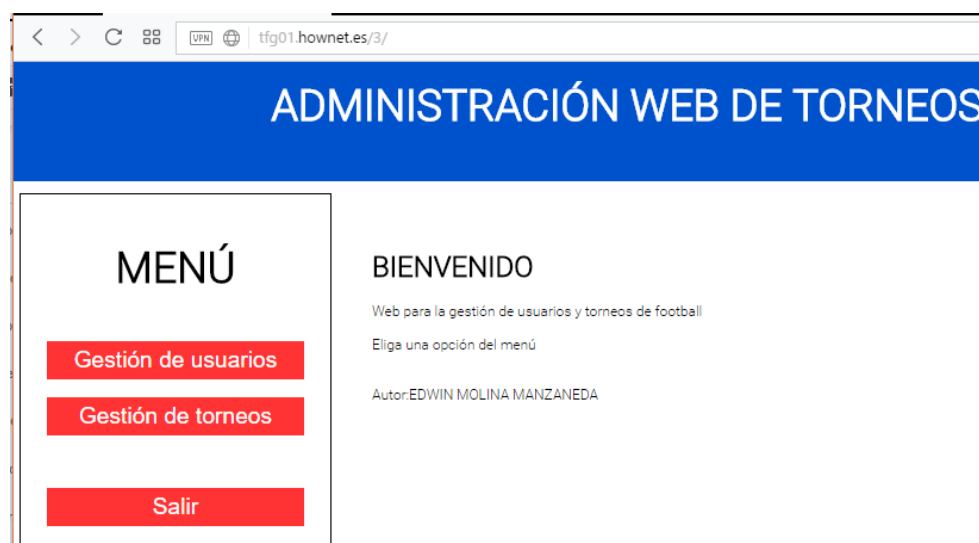 VPN tfg01.hownet.es/3/
ADMINISTRACIÓN WEB DE TORNEOS
MENÚ
Gestión de usuarios
Gestión de torneos
Salir
BIENVENIDO
Web para la gestión de usuarios y torneos de football
Eliga una opción del menú
Autor:EDWIN MOLINA MANZANEDA